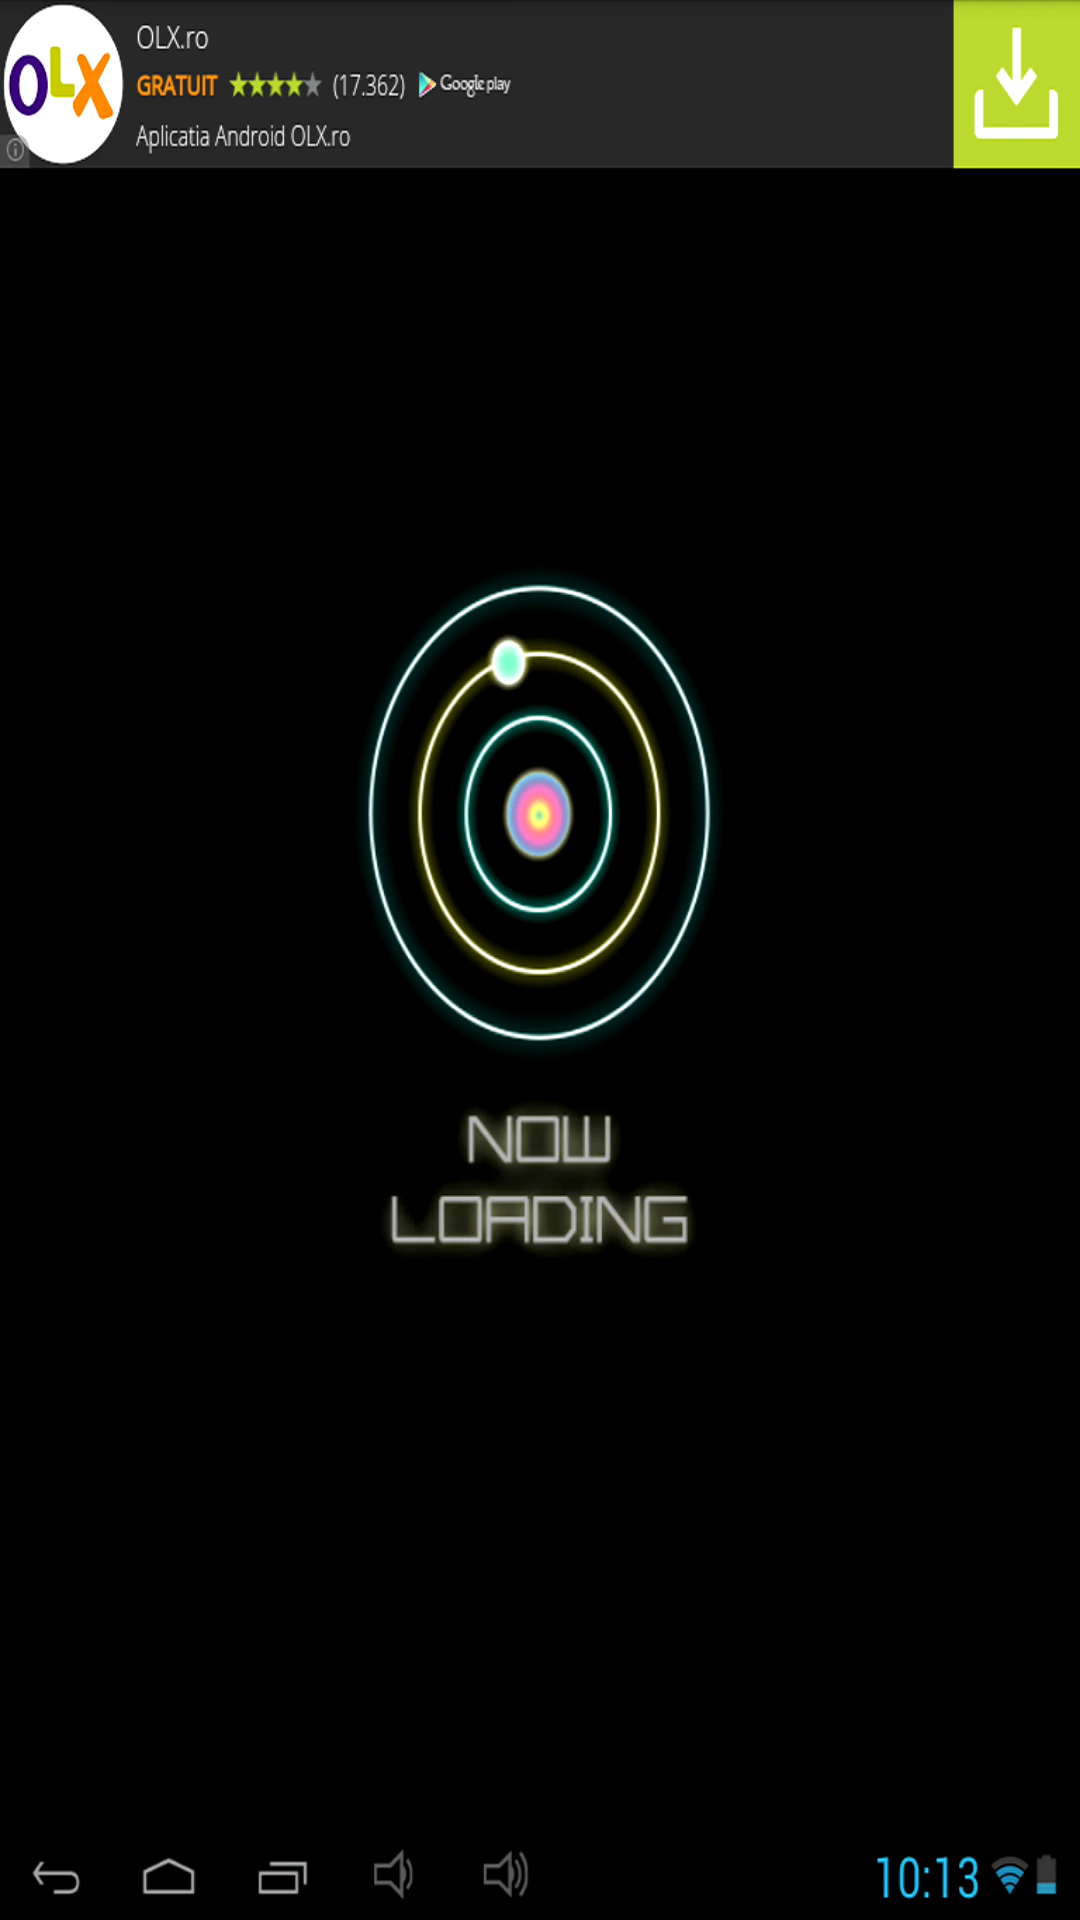 OLX
OLX.ro
GRATUIT (17.362) Google play
Aplicatia Android OLX.ro
NOW
LOADING
10:13